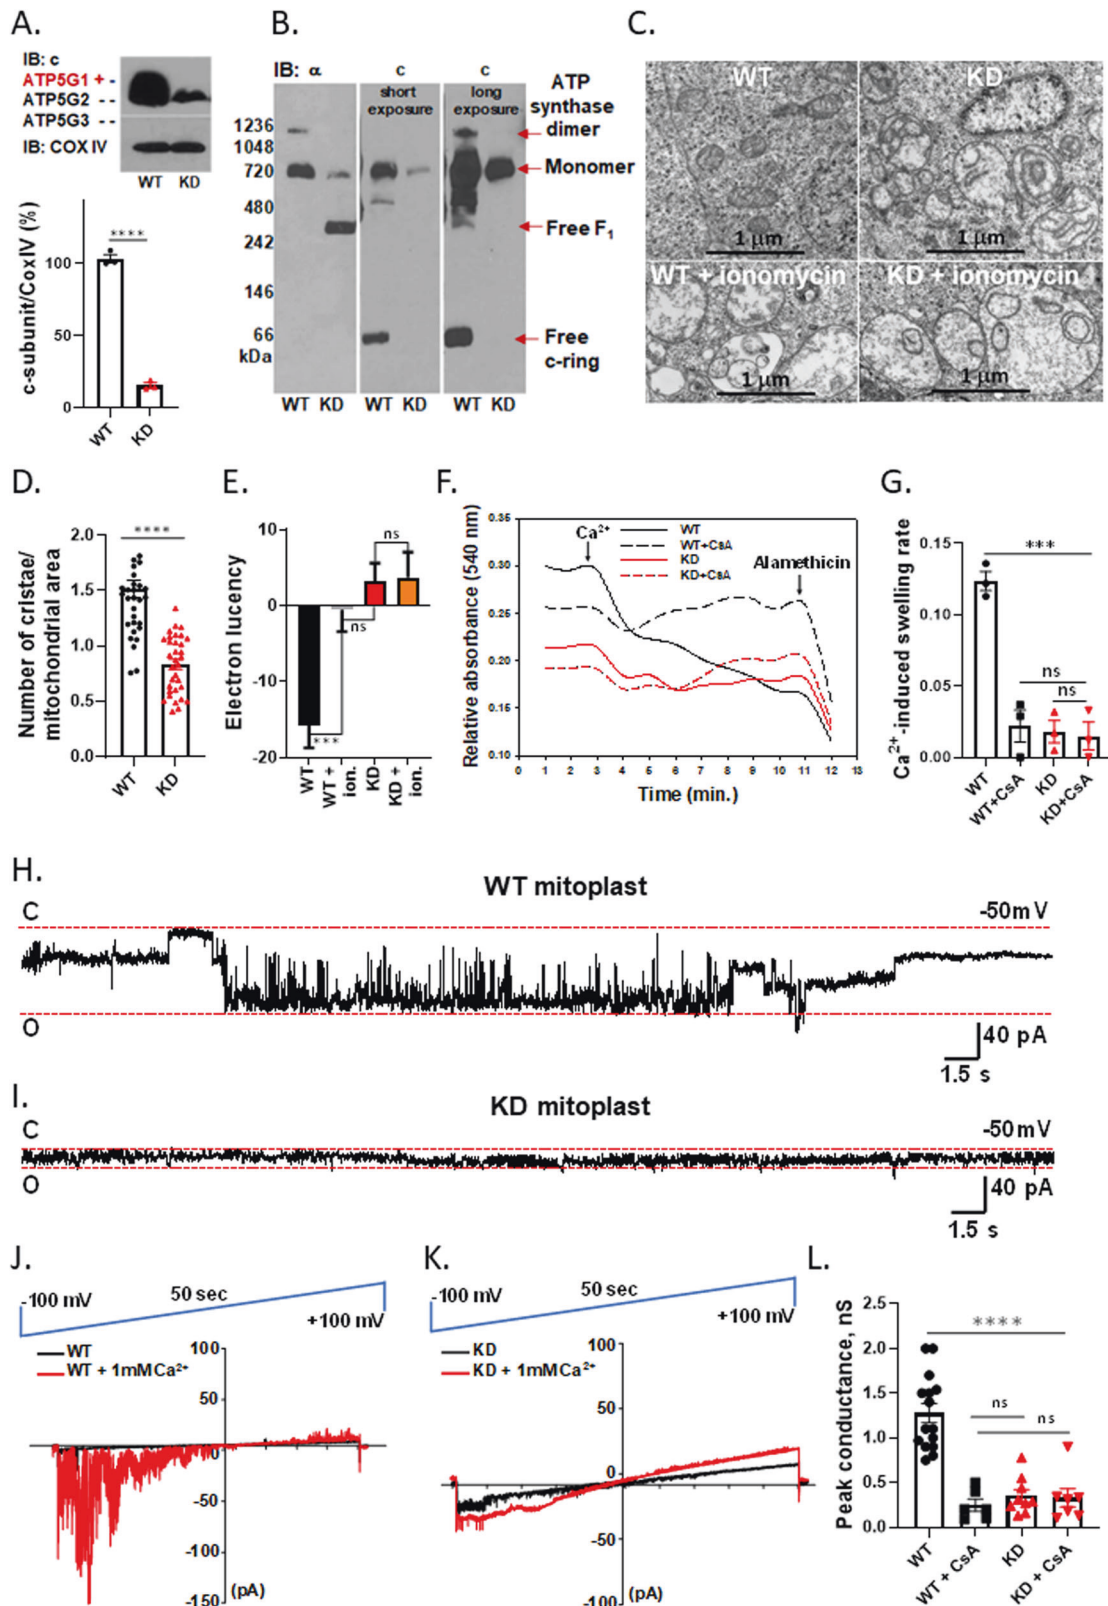 A.
IB: c
ATP5G1 + -
ATP5G2 - -
ATP5G3 - -
IB: COX IV
WT KD
c-subunit/CoxIV (%)
****
100
50
0
WT
KD
B.
IB: α c c
short exposure
long exposure
1236
1048
720
480
242
146
66
kDa
WT KD WT KD WT KD
ATP synthase dimer
Monomer
Free F₁
Free c-ring
C.
WT
1 µm
KD
1 µm
WT + ionomycin
1 µm
KD + ionomycin
1 µm
D.
Number of cristae/
mitochondrial area
2.0
1.5
1.0
0.5
0.0
****
WT
KD
E.
Electron lucency
10
0
-10
-20
ns
ns
***
WT
WT + ion.
KD
KD + ion.
F.
Relative absorbance (540 nm)
0.35
0.30
0.25
0.20
0.15
0.10
Ca²⁺
WT
WT+CsA
KD
KD+CsA
Alamethicin
0 1 2 3 4 5 6 7 8 9 10 11 12 13
Time (min.)
G.
Ca²⁺-induced swelling rate
0.15
0.10
0.05
0.00
***
ns
ns
WT
WT+CsA
KD
KD+CsA
H.
WT mitoplast
C
-50mV
O
40 pA
1.5 s
I.
KD mitoplast
C
-50mV
O
40 pA
1.5 s
J.
-100 mV
50 sec
+100 mV
WT
WT + 1mMCa²⁺
100
50
0
-50
-100
-150
(pA)
K.
-100 mV
50 sec
+100 mV
KD
KD + 1mMCa²⁺
100
50
0
-50
-100
(pA)
L.
Peak conductance, nS
2.5
2.0
1.5
1.0
0.5
0.0
****
ns
ns
WT
WT + CsA
KD
KD + CsA